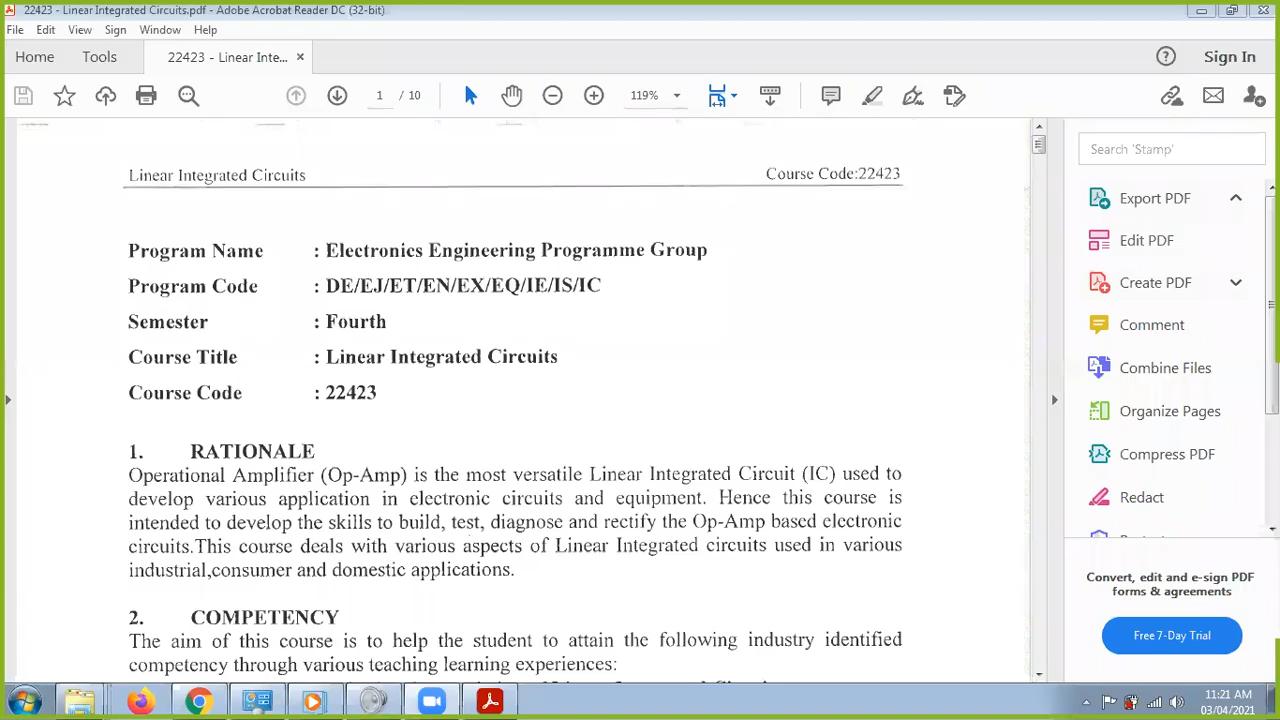 22423 - Linear Integrated Circuits.pdf - Adobe Acrobat Reader DC (32-bit)
File Edit View Sign Window Help
Home Tools 22423 - Linear Inte... × Sign In
1 / 10 119%
Linear Integrated Circuits Course Code:22423
Program Name : Electronics Engineering Programme Group
Program Code : DE/EJ/ET/EN/EX/EQ/IE/IS/IC
Semester : Fourth
Course Title : Linear Integrated Circuits
Course Code : 22423
1. RATIONALE
Operational Amplifier (Op-Amp) is the most versatile Linear Integrated Circuit (IC) used to
develop various application in electronic circuits and equipment. Hence this course is
intended to develop the skills to build, test, diagnose and rectify the Op-Amp based electronic
circuits.This course deals with various aspects of Linear Integrated circuits used in various
industrial,consumer and domestic applications.
2. COMPETENCY
The aim of this course is to help the student to attain the following industry identified
competency through various teaching learning experiences:
Search 'Stamp'
Export PDF
Edit PDF
Create PDF
Comment
Combine Files
Organize Pages
Compress PDF
Redact
Convert, edit and e-sign PDF
forms & agreements
Free 7-Day Trial
11:21 AM
03/04/2021